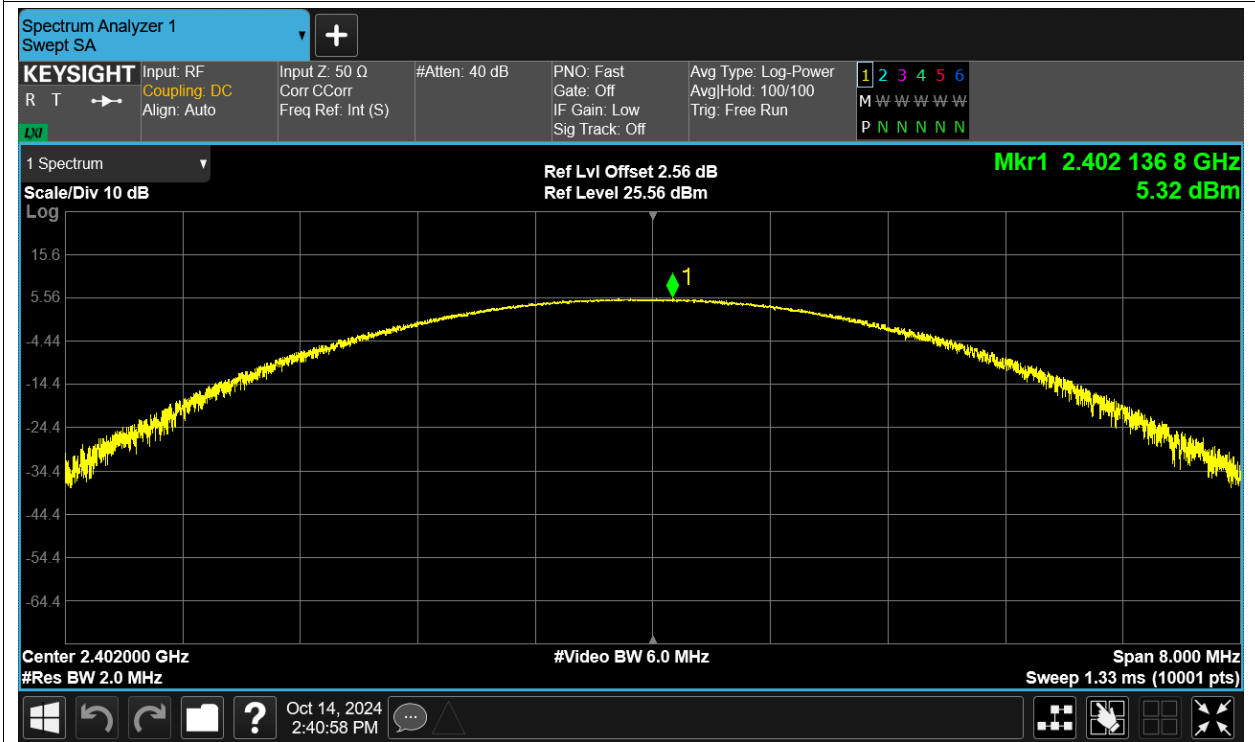 Spectrum Analyzer 1
Swept SA
+
KEYSIGHT
R T
LXI
Input: RF
Coupling: DC
Align: Auto
Input Z: 50 Ω
Corr CCorr
Freq Ref: Int (S)
#Atten: 40 dB
PNO: Fast
Gate: Off
IF Gain: Low
Sig Track: Off
Avg Type: Log-Power
Avg|Hold: 100/100
Trig: Free Run
1 2 3 4 5 6
M W W W W W
P N N N N N
1 Spectrum
Scale/Div 10 dB
Log
Ref Lvl Offset 2.56 dB
Ref Level 25.56 dBm
Mkr1 2.402 136 8 GHz
5.32 dBm
15.6
5.56
-4.44
-14.4
-24.4
-34.4
-44.4
-54.4
-64.4
1
Center 2.402000 GHz
#Res BW 2.0 MHz
#Video BW 6.0 MHz
Span 8.000 MHz
Sweep 1.33 ms (10001 pts)
?
Oct 14, 2024
2:40:58 PM